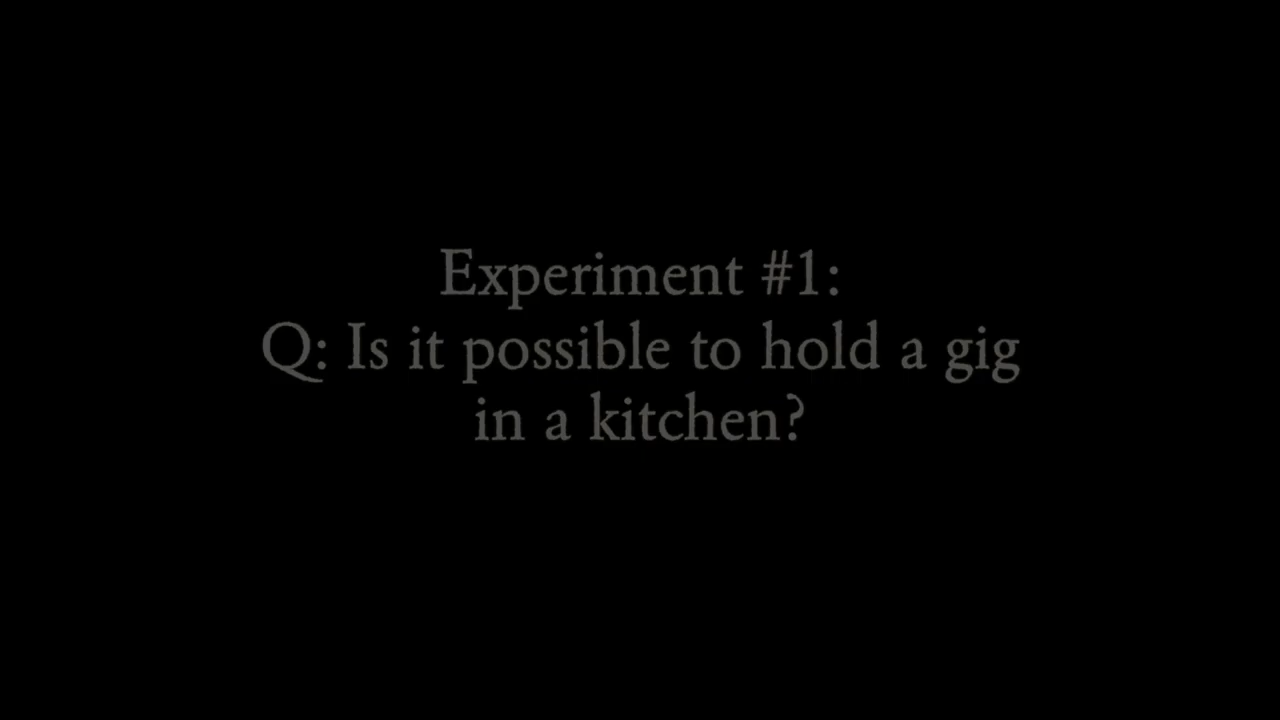 Experiment #1:
Q: Is it possible to hold a gig
in a kitchen?